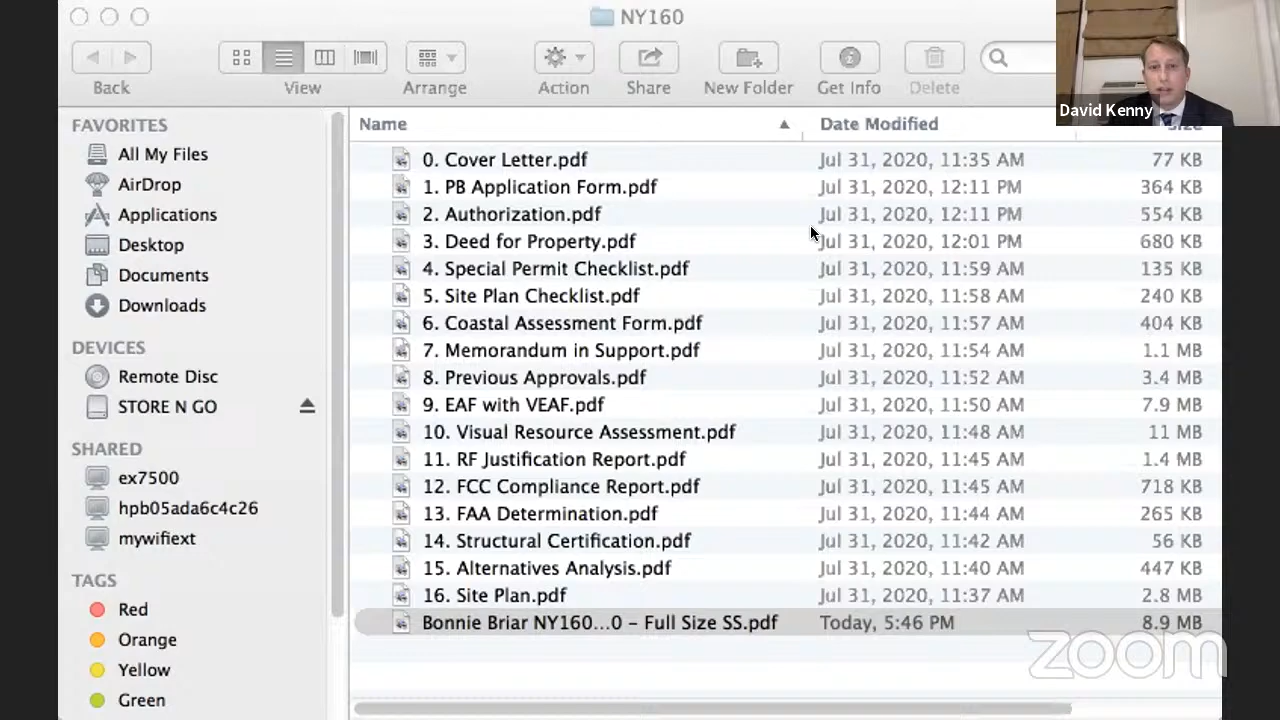 NY160
Back
View
Arrange
Action
Share
New Folder
Get Info
Delete
David Kenny
FAVORITES
All My Files
AirDrop
Applications
Desktop
Documents
Downloads
DEVICES
Remote Disc
STORE N GO
SHARED
ex7500
hpb05ada6c4c26
mywifiext
TAGS
Red
Orange
Yellow
Green
Name Date Modified Size
0. Cover Letter.pdf Jul 31, 2020, 11:35 AM 77 KB
1. PB Application Form.pdf Jul 31, 2020, 12:11 PM 364 KB
2. Authorization.pdf Jul 31, 2020, 12:11 PM 554 KB
3. Deed for Property.pdf Jul 31, 2020, 12:01 PM 680 KB
4. Special Permit Checklist.pdf Jul 31, 2020, 11:59 AM 135 KB
5. Site Plan Checklist.pdf Jul 31, 2020, 11:58 AM 240 KB
6. Coastal Assessment Form.pdf Jul 31, 2020, 11:57 AM 404 KB
7. Memorandum in Support.pdf Jul 31, 2020, 11:54 AM 1.1 MB
8. Previous Approvals.pdf Jul 31, 2020, 11:52 AM 3.4 MB
9. EAF with VEAF.pdf Jul 31, 2020, 11:50 AM 7.9 MB
10. Visual Resource Assessment.pdf Jul 31, 2020, 11:48 AM 11 MB
11. RF Justification Report.pdf Jul 31, 2020, 11:45 AM 1.4 MB
12. FCC Compliance Report.pdf Jul 31, 2020, 11:45 AM 718 KB
13. FAA Determination.pdf Jul 31, 2020, 11:44 AM 265 KB
14. Structural Certification.pdf Jul 31, 2020, 11:42 AM 56 KB
15. Alternatives Analysis.pdf Jul 31, 2020, 11:40 AM 447 KB
16. Site Plan.pdf Jul 31, 2020, 11:37 AM 2.8 MB
Bonnie Briar NY160...0 – Full Size SS.pdf Today, 5:46 PM 8.9 MB
zoom